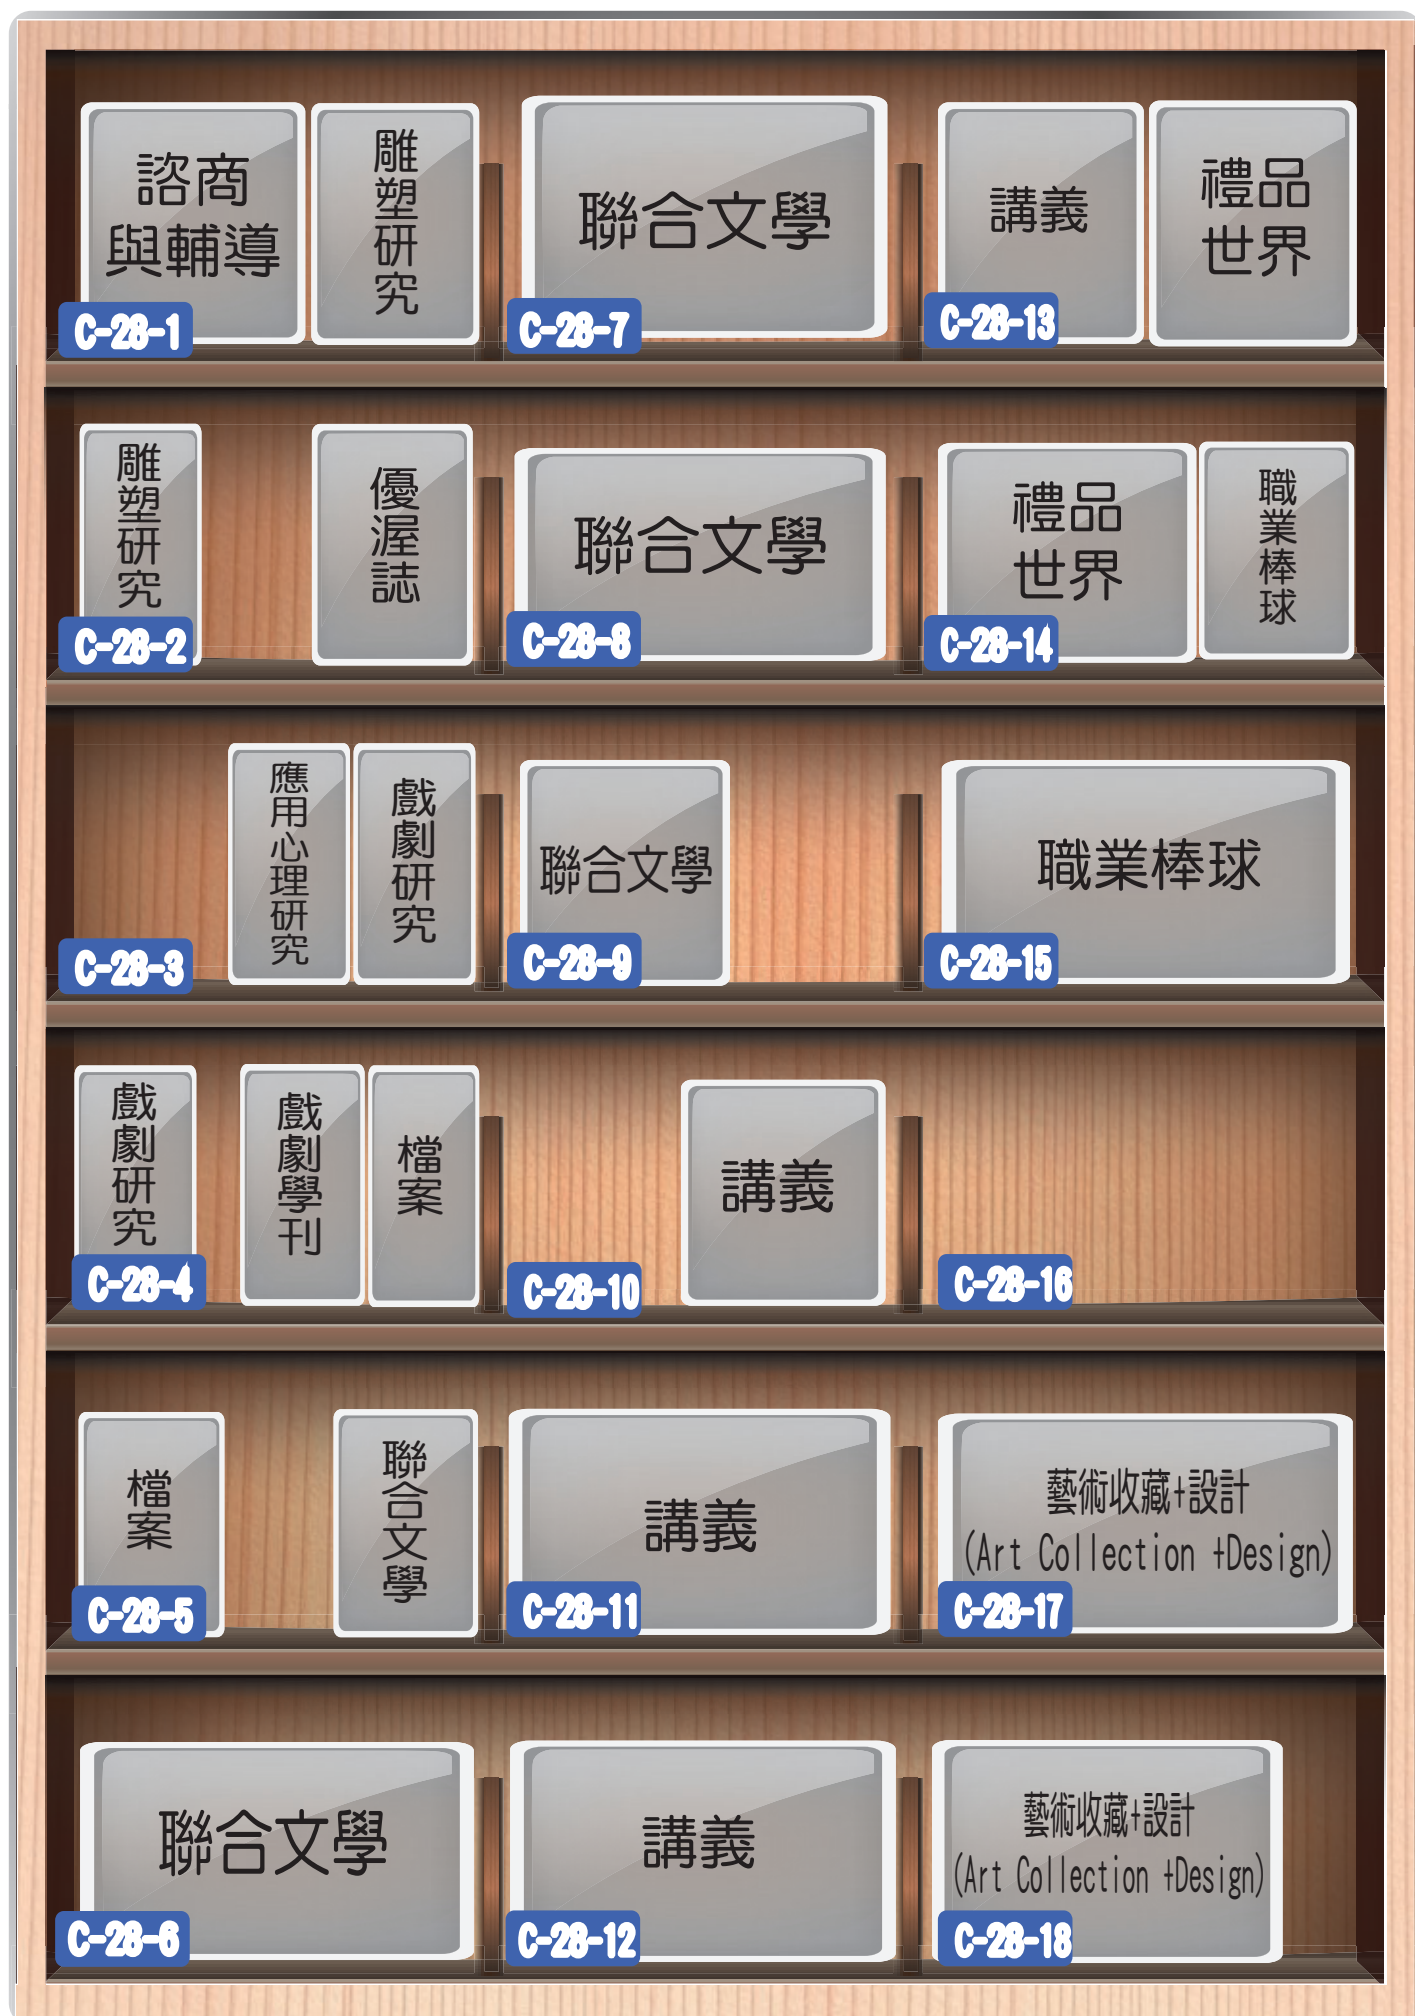 諮商
與輔導
雕塑研究
C-28-1
聯合文學
C-28-7
講義
禮品
世界
C-28-13
雕塑研究
優渥誌
C-28-2
聯合文學
C-28-8
禮品
世界
職業棒球
C-28-14
應用心理研究
戲劇研究
C-28-3
聯合文學
C-28-9
職業棒球
C-28-15
戲劇研究
戲劇學刊
檔案
C-28-4
講義
C-28-10
C-28-16
檔案
聯合文學
C-28-5
講義
C-28-11
藝術收藏+設計
(Art Collection +Design)
C-28-17
聯合文學
C-28-6
講義
C-28-12
藝術收藏+設計
(Art Collection +Design)
C-28-18